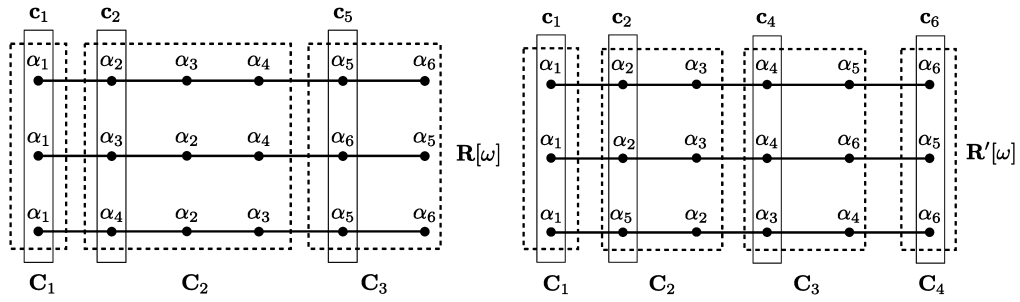 c₁ c₂ c₅
α₁ α₂ α₃ α₄ α₅ α₆
α₁ α₃ α₂ α₄ α₆ α₅
R[ω]
α₁ α₄ α₂ α₃ α₅ α₆
C₁ C₂ C₃
c₁ c₂ c₄ c₆
α₁ α₂ α₃ α₄ α₅ α₆
α₁ α₂ α₃ α₄ α₆ α₅
R′[ω]
α₁ α₅ α₂ α₃ α₄ α₆
C₁ C₂ C₃ C₄